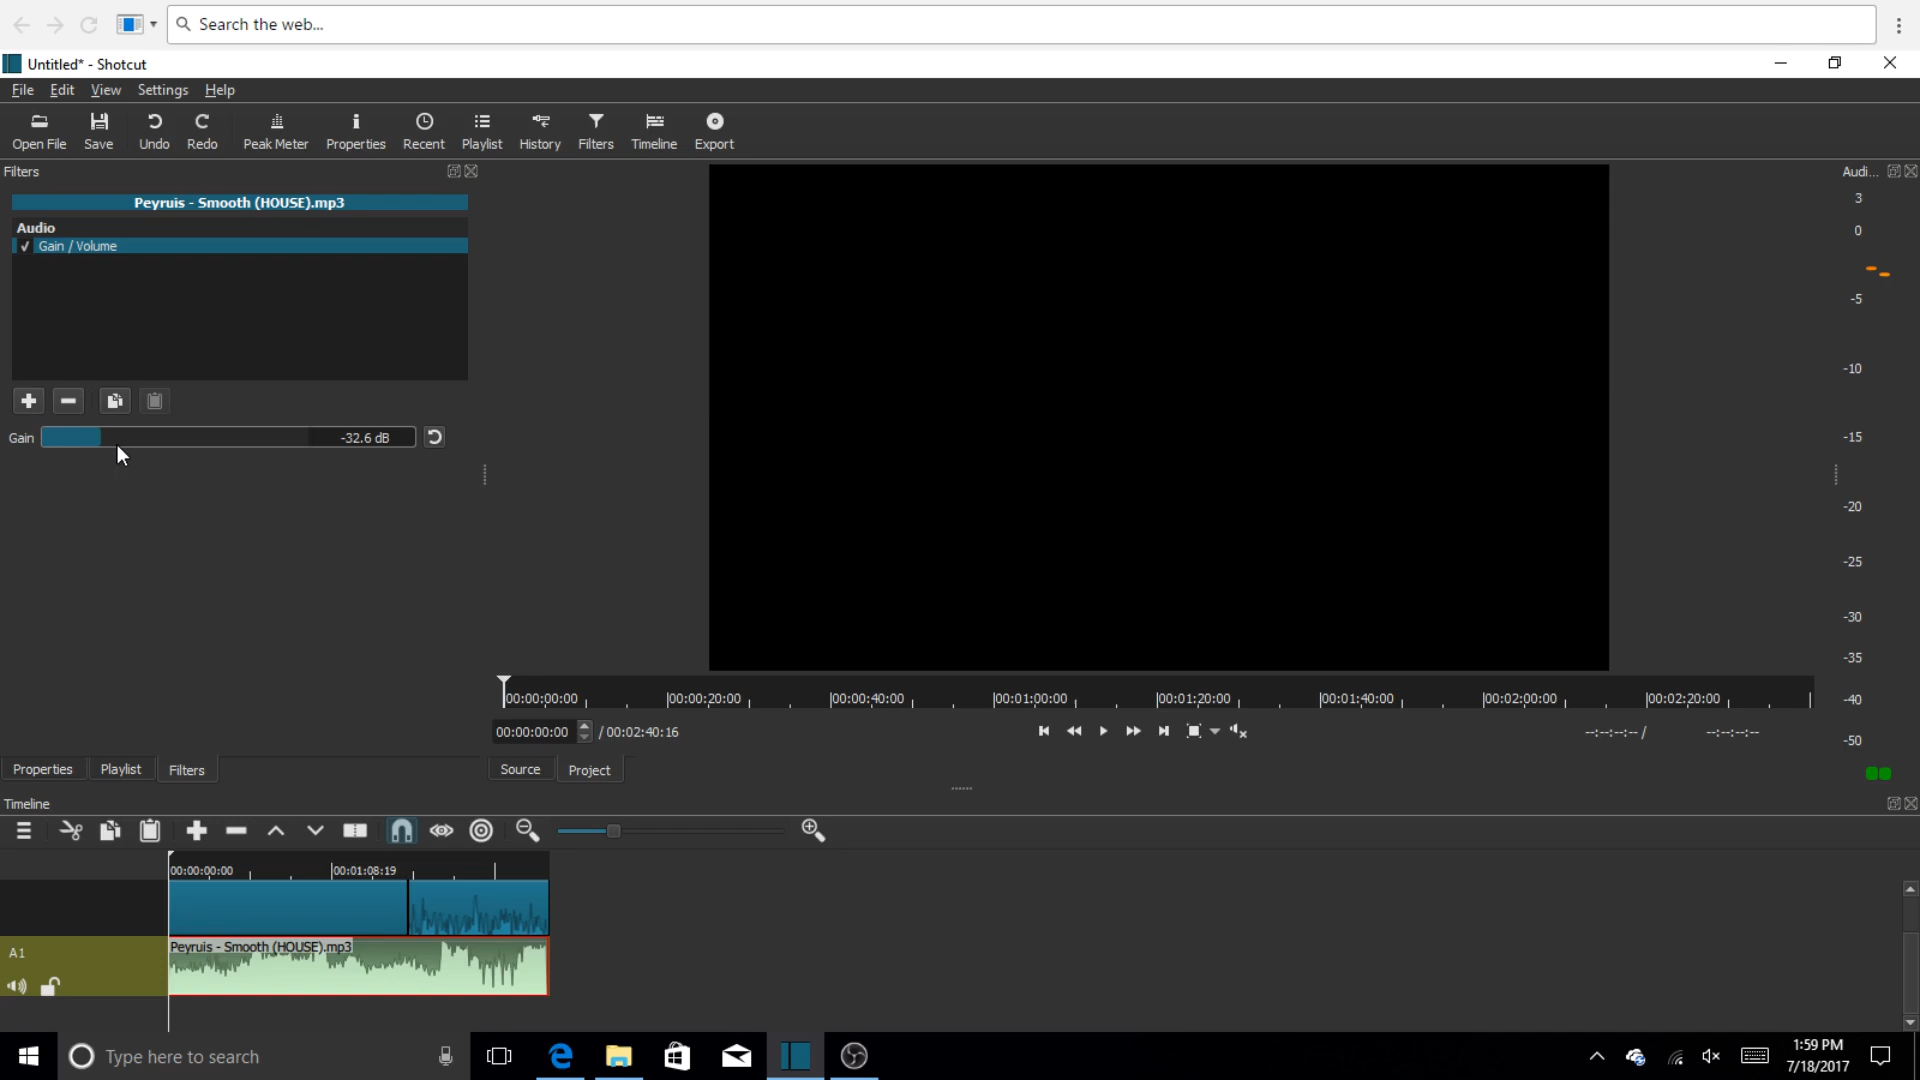 Search the web...
Untitled* - Shotcut
File Edit View Settings Help
Open File Save Undo Redo Peak Meter Properties Recent Playlist History Filters Timeline Export
Filters
Audi...
Peyruis - Smooth (HOUSE).mp3
Audio
✓ Gain / Volume
Gain -32.6 dB
3
0
-5
-10
-15
-20
-25
-30
-35
-40
-50
00:00:00:00 00:00:20:00 00:00:40:00 00:01:00:00 00:01:20:00 00:01:40:00 00:02:00:00 00:02:20:00
00:00:00:00 / 00:02:40:16 --:--:--:-- / --:--:--:--
Properties Playlist Filters Source Project
Timeline
00:00:00:00 00:01:08:19
Peyruis - Smooth (HOUSE).mp3
A1
Type here to search
1:59 PM
7/18/2017